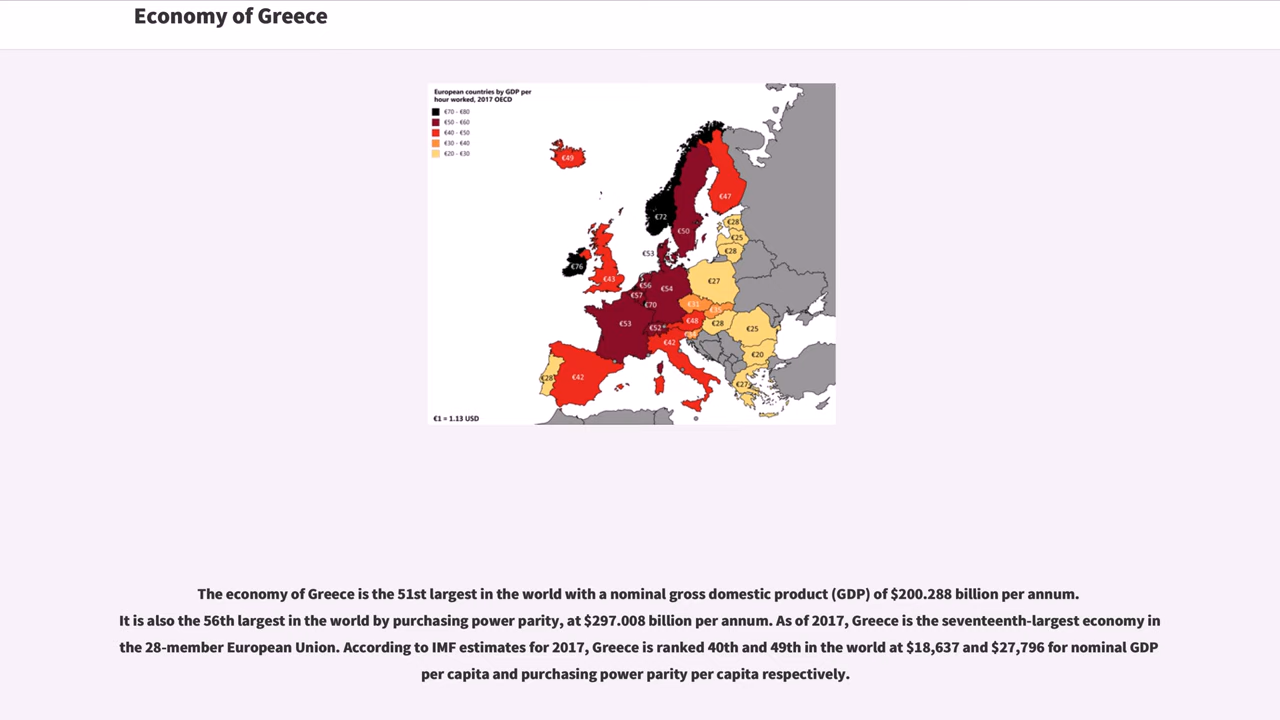 Economy of Greece
European countries by GDP per
hour worked, 2017 OECD
€70 - €80
€50 - €60
€40 - €50
€30 - €40
€20 - €30
€49
€47
€72
€28
€50
€25
€53
€28
€76
€43
€56
€54
€27
€57
€70
€31
€48
€53
€52
€28
€25
€42
€20
€28
€42
€27
€1 = 1.13 USD
The economy of Greece is the 51st largest in the world with a nominal gross domestic product (GDP) of $200.288 billion per annum.
It is also the 56th largest in the world by purchasing power parity, at $297.008 billion per annum. As of 2017, Greece is the seventeenth-largest economy in
the 28-member European Union. According to IMF estimates for 2017, Greece is ranked 40th and 49th in the world at $18,637 and $27,796 for nominal GDP
per capita and purchasing power parity per capita respectively.